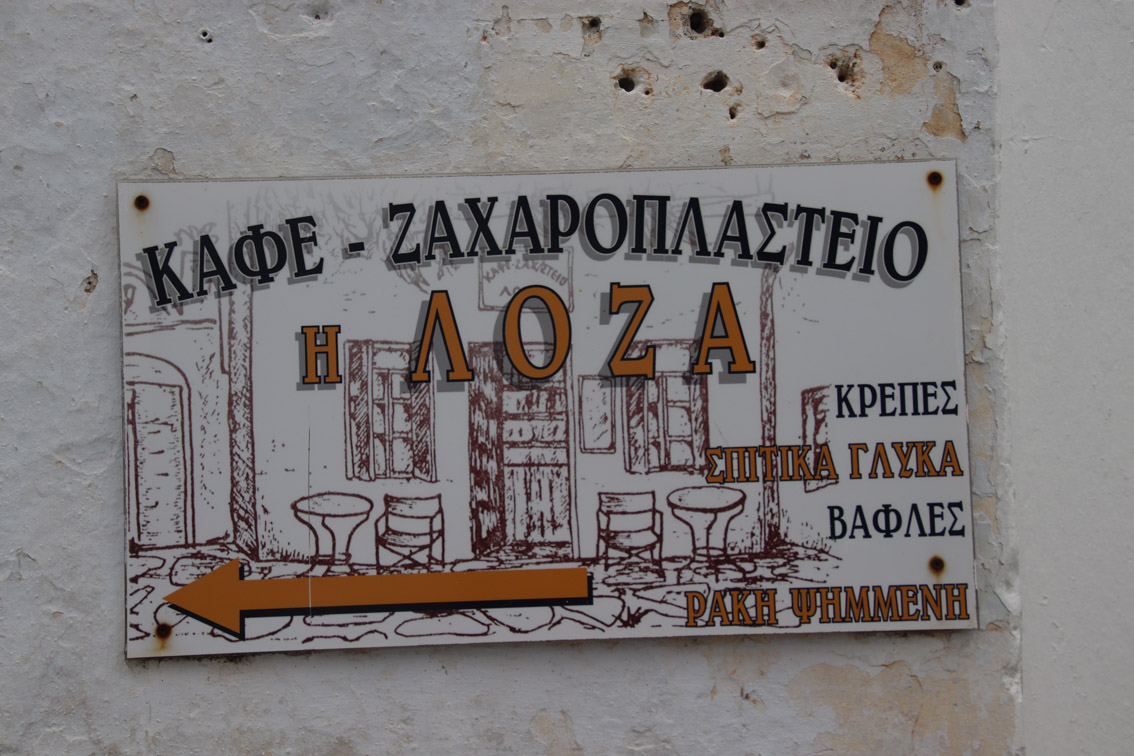 ΚΑΦΕ - ΖΑΧΑΡΟΠΛΑΣΤΕΙΟ
Η ΛΟΖΑ
ΚΡΕΠΕΣ
ΣΠΙΤΙΚΑ ΓΛΥΚΑ
ΒΑΦΛΕΣ
ΡΑΚΗ ΨΗΜΜΕΝΗ